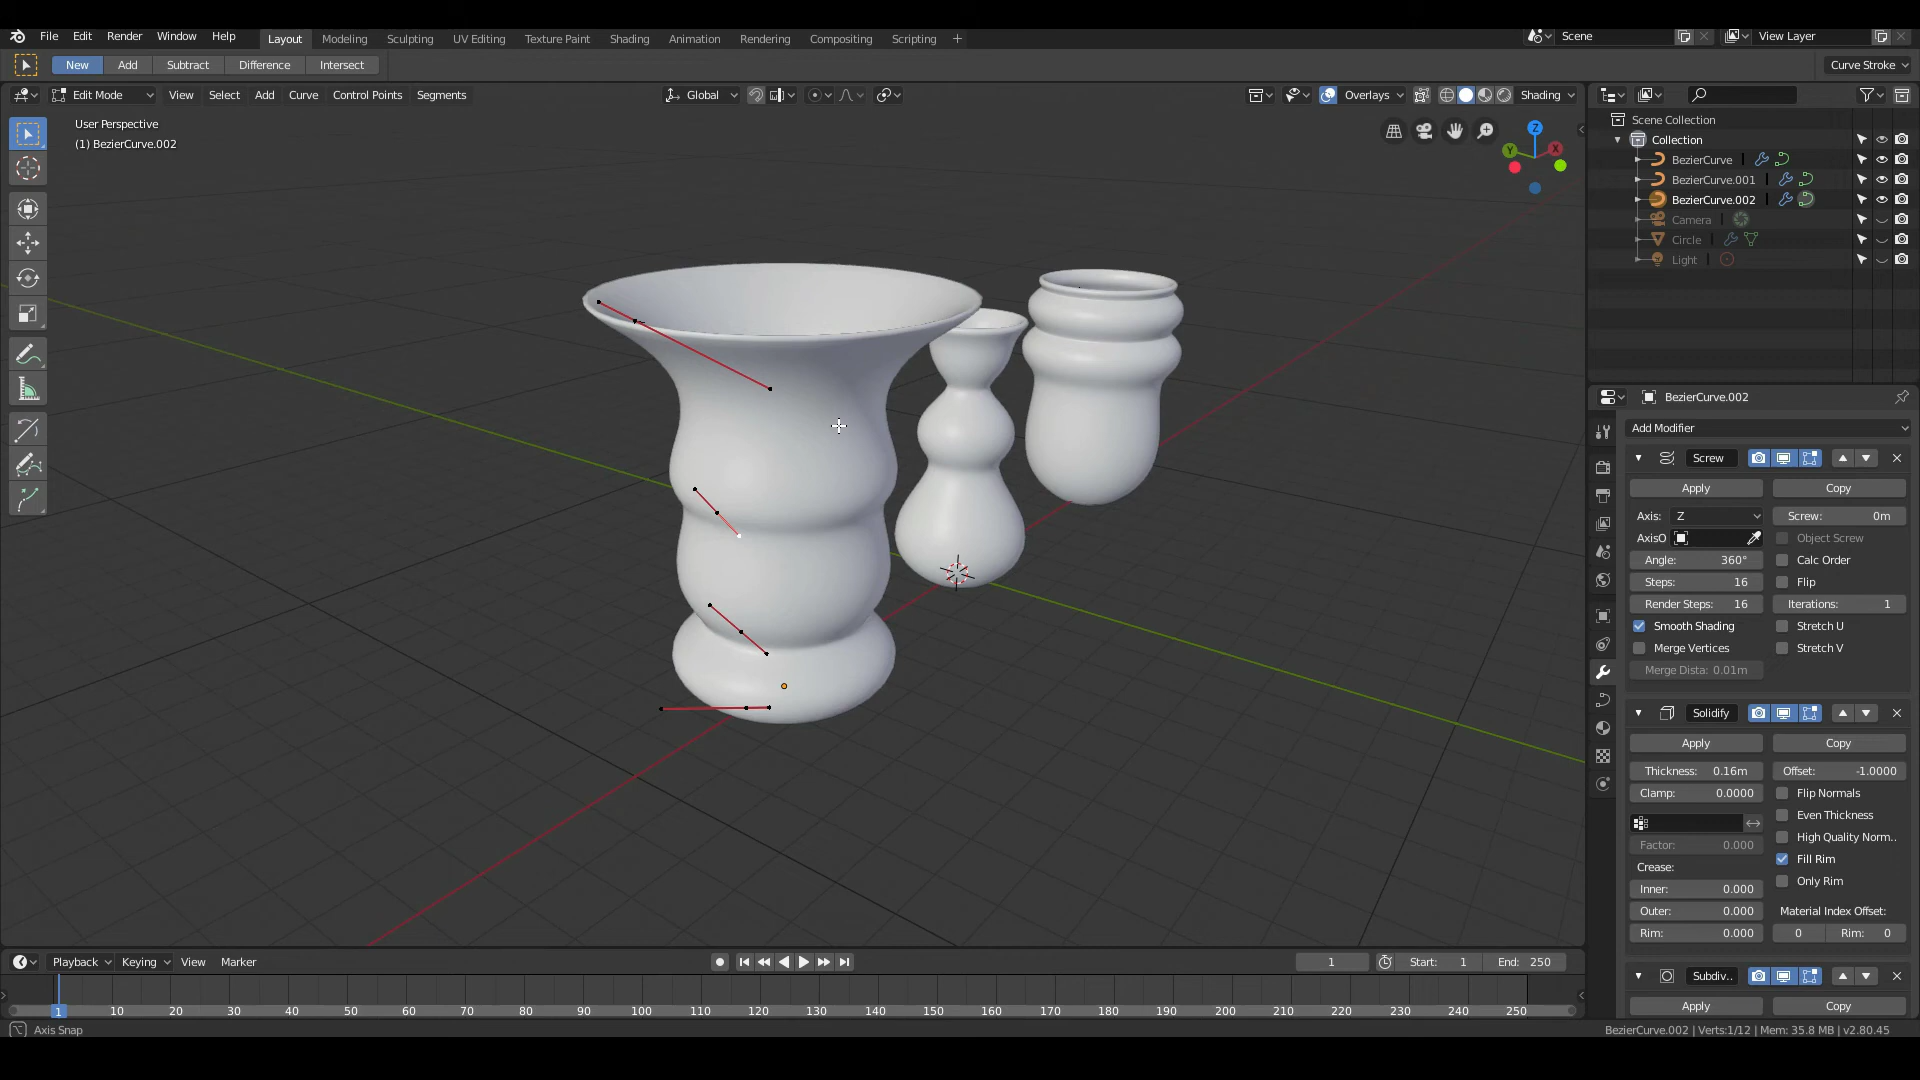 File Edit Render Window Help Layout Modeling Sculpting UV Editing Texture Paint Shading Animation Rendering Compositing Scripting + Scene View Layer
New Add Subtract Difference Intersect Curve Stroke
Edit Mode View Select Add Curve Control Points Segments Global Overlays Shading
User Perspective
(1) BezierCurve.002
Z
Y
X
Scene Collection
Collection
BezierCurve
BezierCurve.001
BezierCurve.002
Camera
Circle
Light
BezierCurve.002
Add Modifier
Screw
Apply Copy
Axis: Z Screw: 0m
AxisO Object Screw
Angle: 360° Calc Order
Steps: 16 Flip
Render Steps: 16 Iterations: 1
Smooth Shading Stretch U
Merge Vertices Stretch V
Merge Dista: 0.01m
Solidify
Apply Copy
Thickness: 0.16m Offset: -1.0000
Clamp: 0.0000 Flip Normals
Even Thickness
High Quality Norm..
Factor: 0.000
Fill Rim
Crease:
Only Rim
Inner: 0.000
Outer: 0.000 Material Index Offset:
Rim: 0.000 0 Rim: 0
Subdiv..
Apply Copy
Playback Keying View Marker 1 Start: 1 End: 250
1 10 20 30 40 50 60 70 80 90 100 110 120 130 140 150 160 170 180 190 200 210 220 230 240 250
Axis Snap BezierCurve.002 | Verts:1/12 | Mem: 35.8 MB | v2.80.45